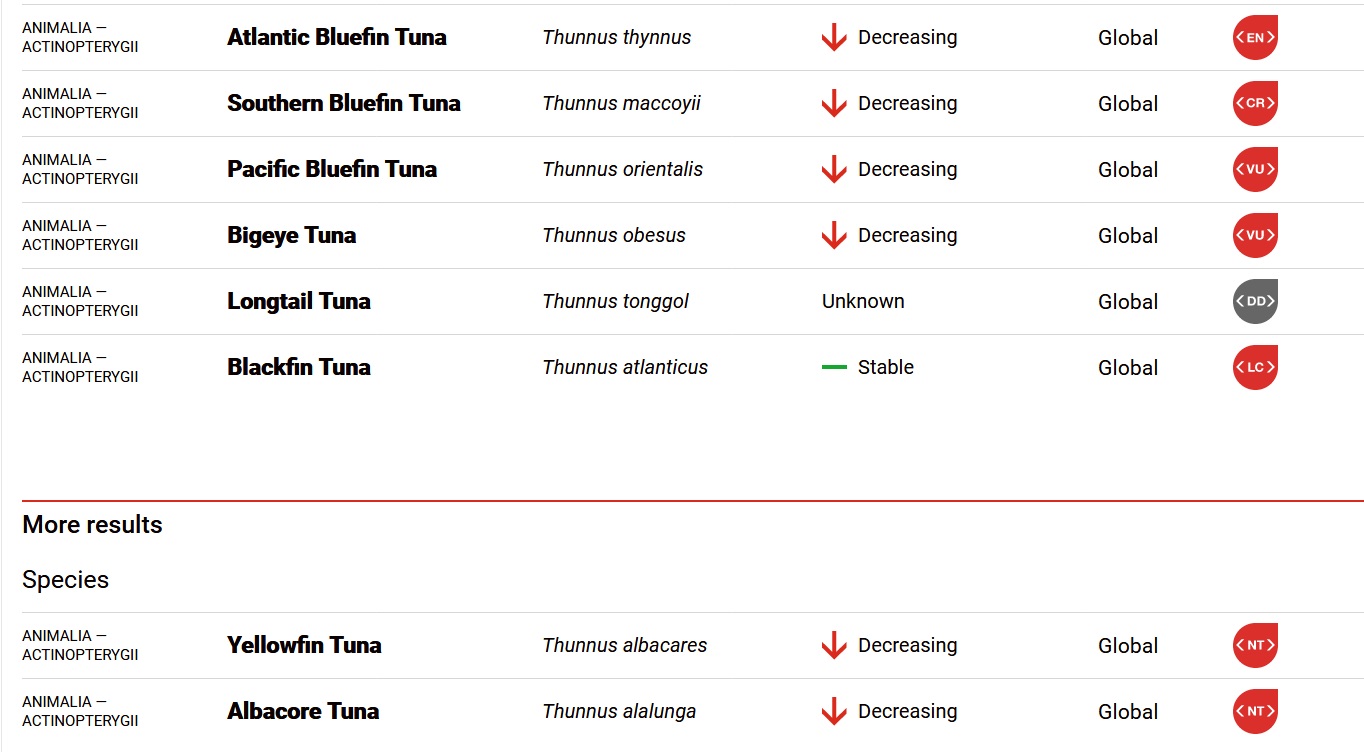 ANIMALIA — ACTINOPTERYGII Atlantic Bluefin Tuna Thunnus thynnus Decreasing Global <EN>
ANIMALIA — ACTINOPTERYGII Southern Bluefin Tuna Thunnus maccoyii Decreasing Global <CR>
ANIMALIA — ACTINOPTERYGII Pacific Bluefin Tuna Thunnus orientalis Decreasing Global <VU>
ANIMALIA — ACTINOPTERYGII Bigeye Tuna Thunnus obesus Decreasing Global <VU>
ANIMALIA — ACTINOPTERYGII Longtail Tuna Thunnus tonggol Unknown Global <DD>
ANIMALIA — ACTINOPTERYGII Blackfin Tuna Thunnus atlanticus Stable Global <LC>
More results
Species
ANIMALIA — ACTINOPTERYGII Yellowfin Tuna Thunnus albacares Decreasing Global <NT>
ANIMALIA — ACTINOPTERYGII Albacore Tuna Thunnus alalunga Decreasing Global <NT>